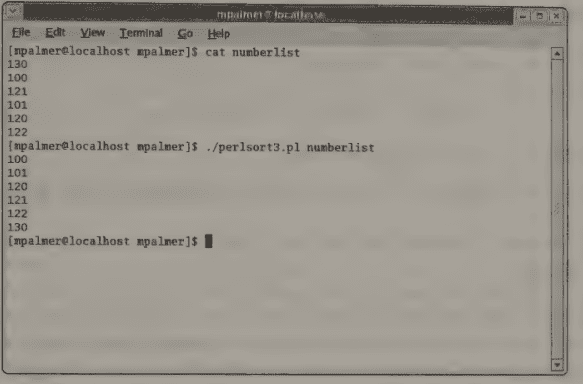 mpalmer@localhost
File Edit View Terminal Go Help
[mpalmer@localhost mpalmer]$ cat numberlist
130
100
121
101
120
122
[mpalmer@localhost mpalmer]$ ./perlsort3.pl numberlist
100
101
120
121
122
130
[mpalmer@localhost mpalmer]$